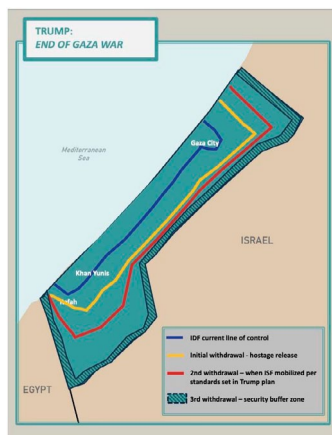 TRUMP:
END OF GAZA WAR
Mediterranean
Sea
Gaza City
ISRAEL
Khan Yunis
Rafah
EGYPT
IDF current line of control
Initial withdrawal - hostage release
2nd withdrawal – when ISF mobilized per
standards set in Trump plan
3rd withdrawal – security buffer zone